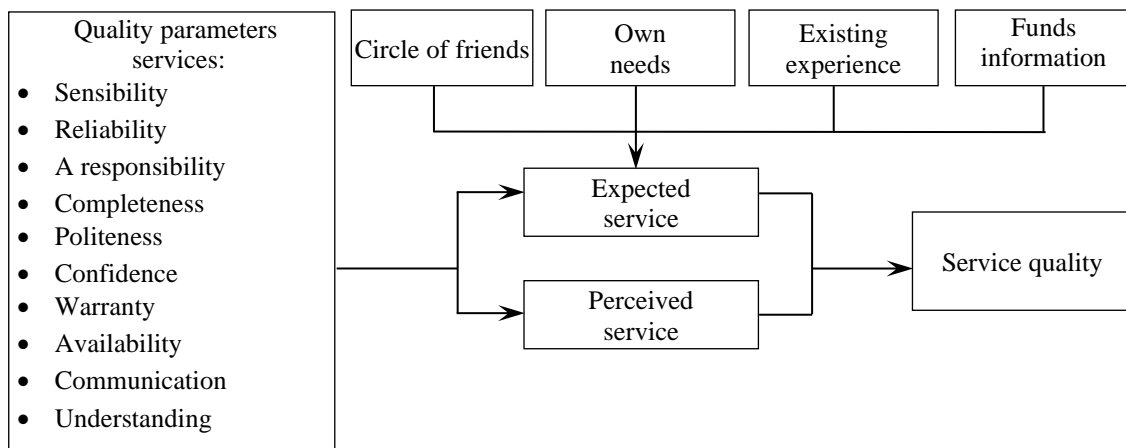 Quality parameters
services:
• Sensibility
• Reliability
• A responsibility
• Completeness
• Politeness
• Confidence
• Warranty
• Availability
• Communication
• Understanding
Circle of friends
Own
needs
Existing
experience
Funds
information
Expected
service
Perceived
service
Service quality